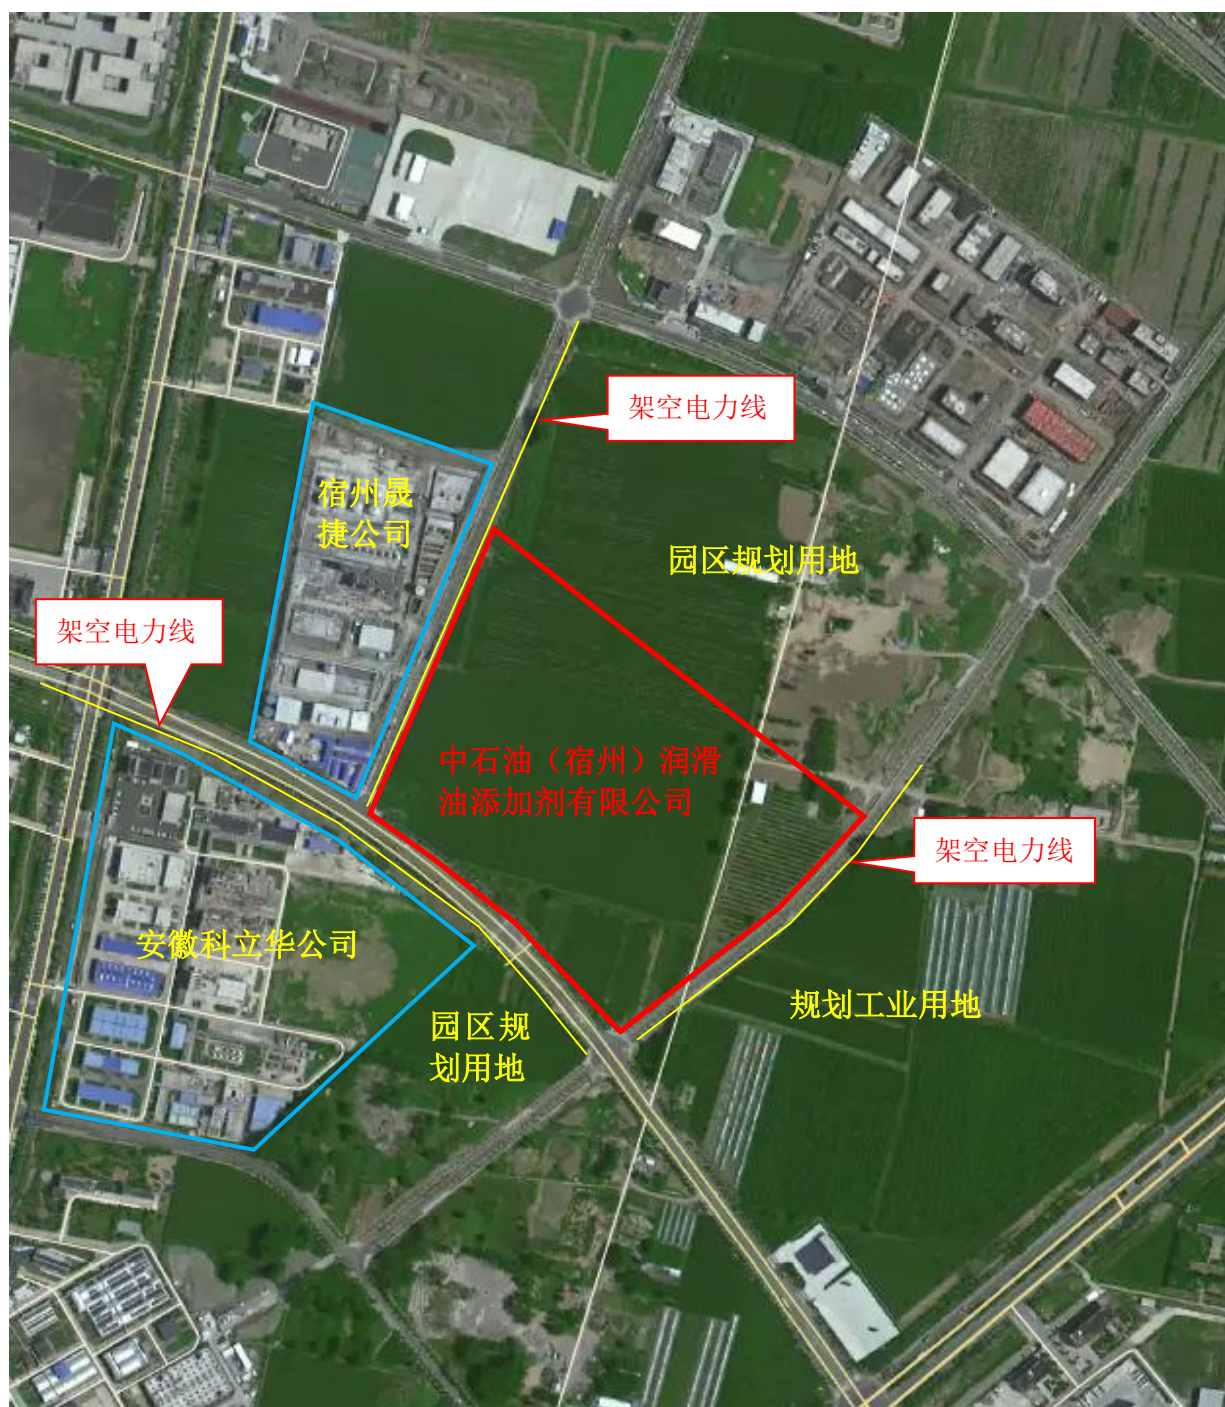 架空电力线
宿州晟
捷公司
园区规划用地
架空电力线
中石油（宿州）润滑
油添加剂有限公司
架空电力线
安徽科立华公司
规划工业用地
园区规
划用地